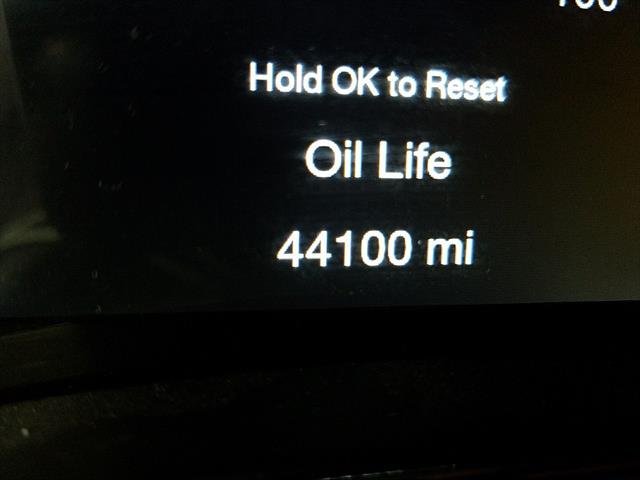 Hold OK to Reset
Oil Life
44100 mi